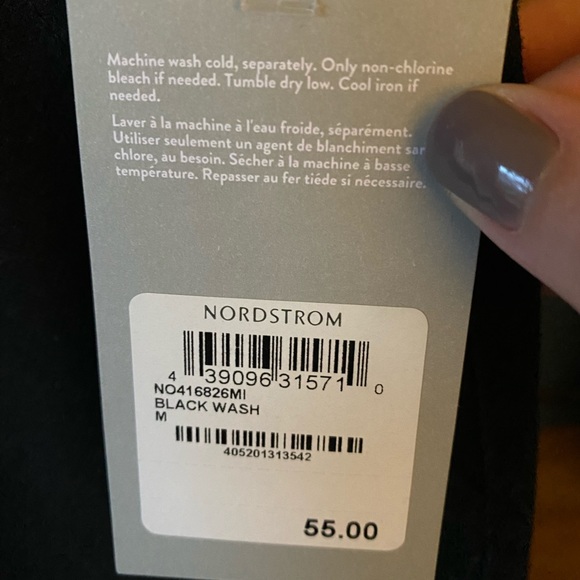 Machine wash cold, separately. Only non-chlorine
bleach if needed. Tumble dry low. Cool iron if
needed.
Laver à la machine à l'eau froide, séparément.
Utiliser seulement un agent de blanchiment
chlore, au besoin. Sécher à la machine à basse
température. Repasser au fer tiéde si nécessaire.
NORDSTROM
4 39096 31571 0
NO416826MI
BLACK WASH
M
405201313542
55.00